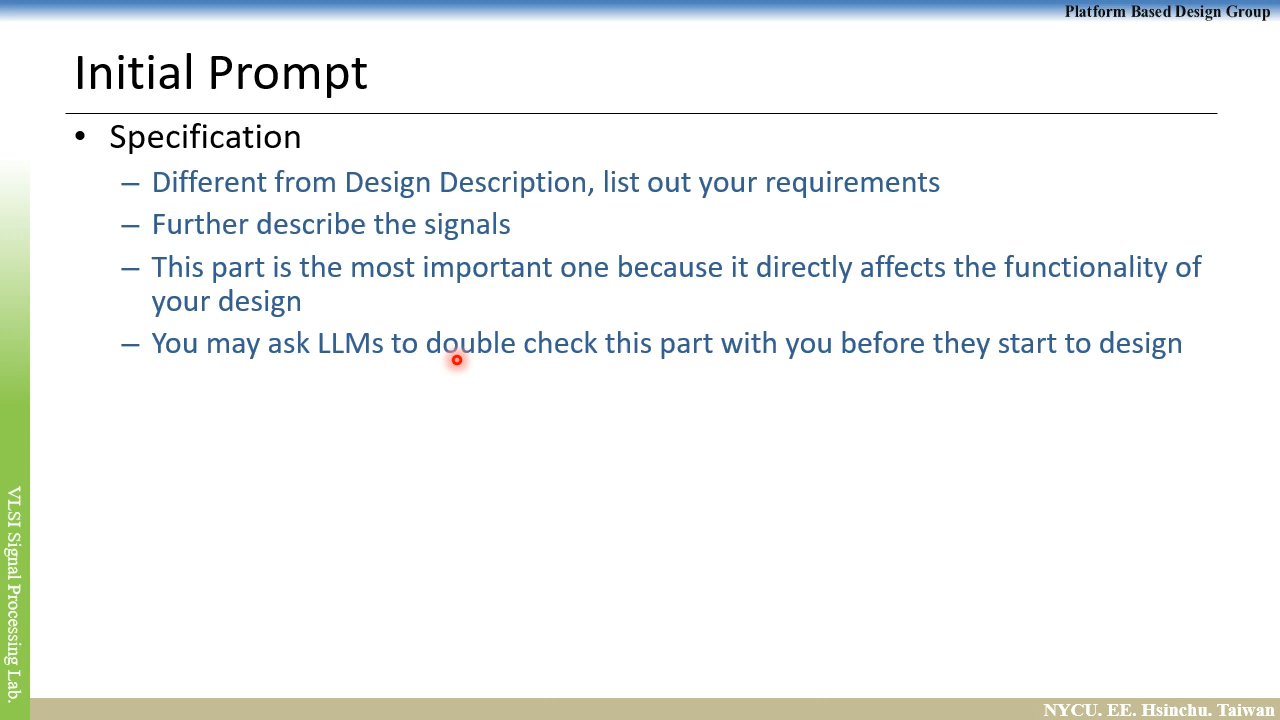 Platform Based Design Group
Initial Prompt
• Specification
– Different from Design Description, list out your requirements
– Further describe the signals
– This part is the most important one because it directly affects the functionality of
your design
– You may ask LLMs to double check this part with you before they start to design
VLSI Signal Processing Lab.
NYCU. EE. Hsinchu. Taiwan